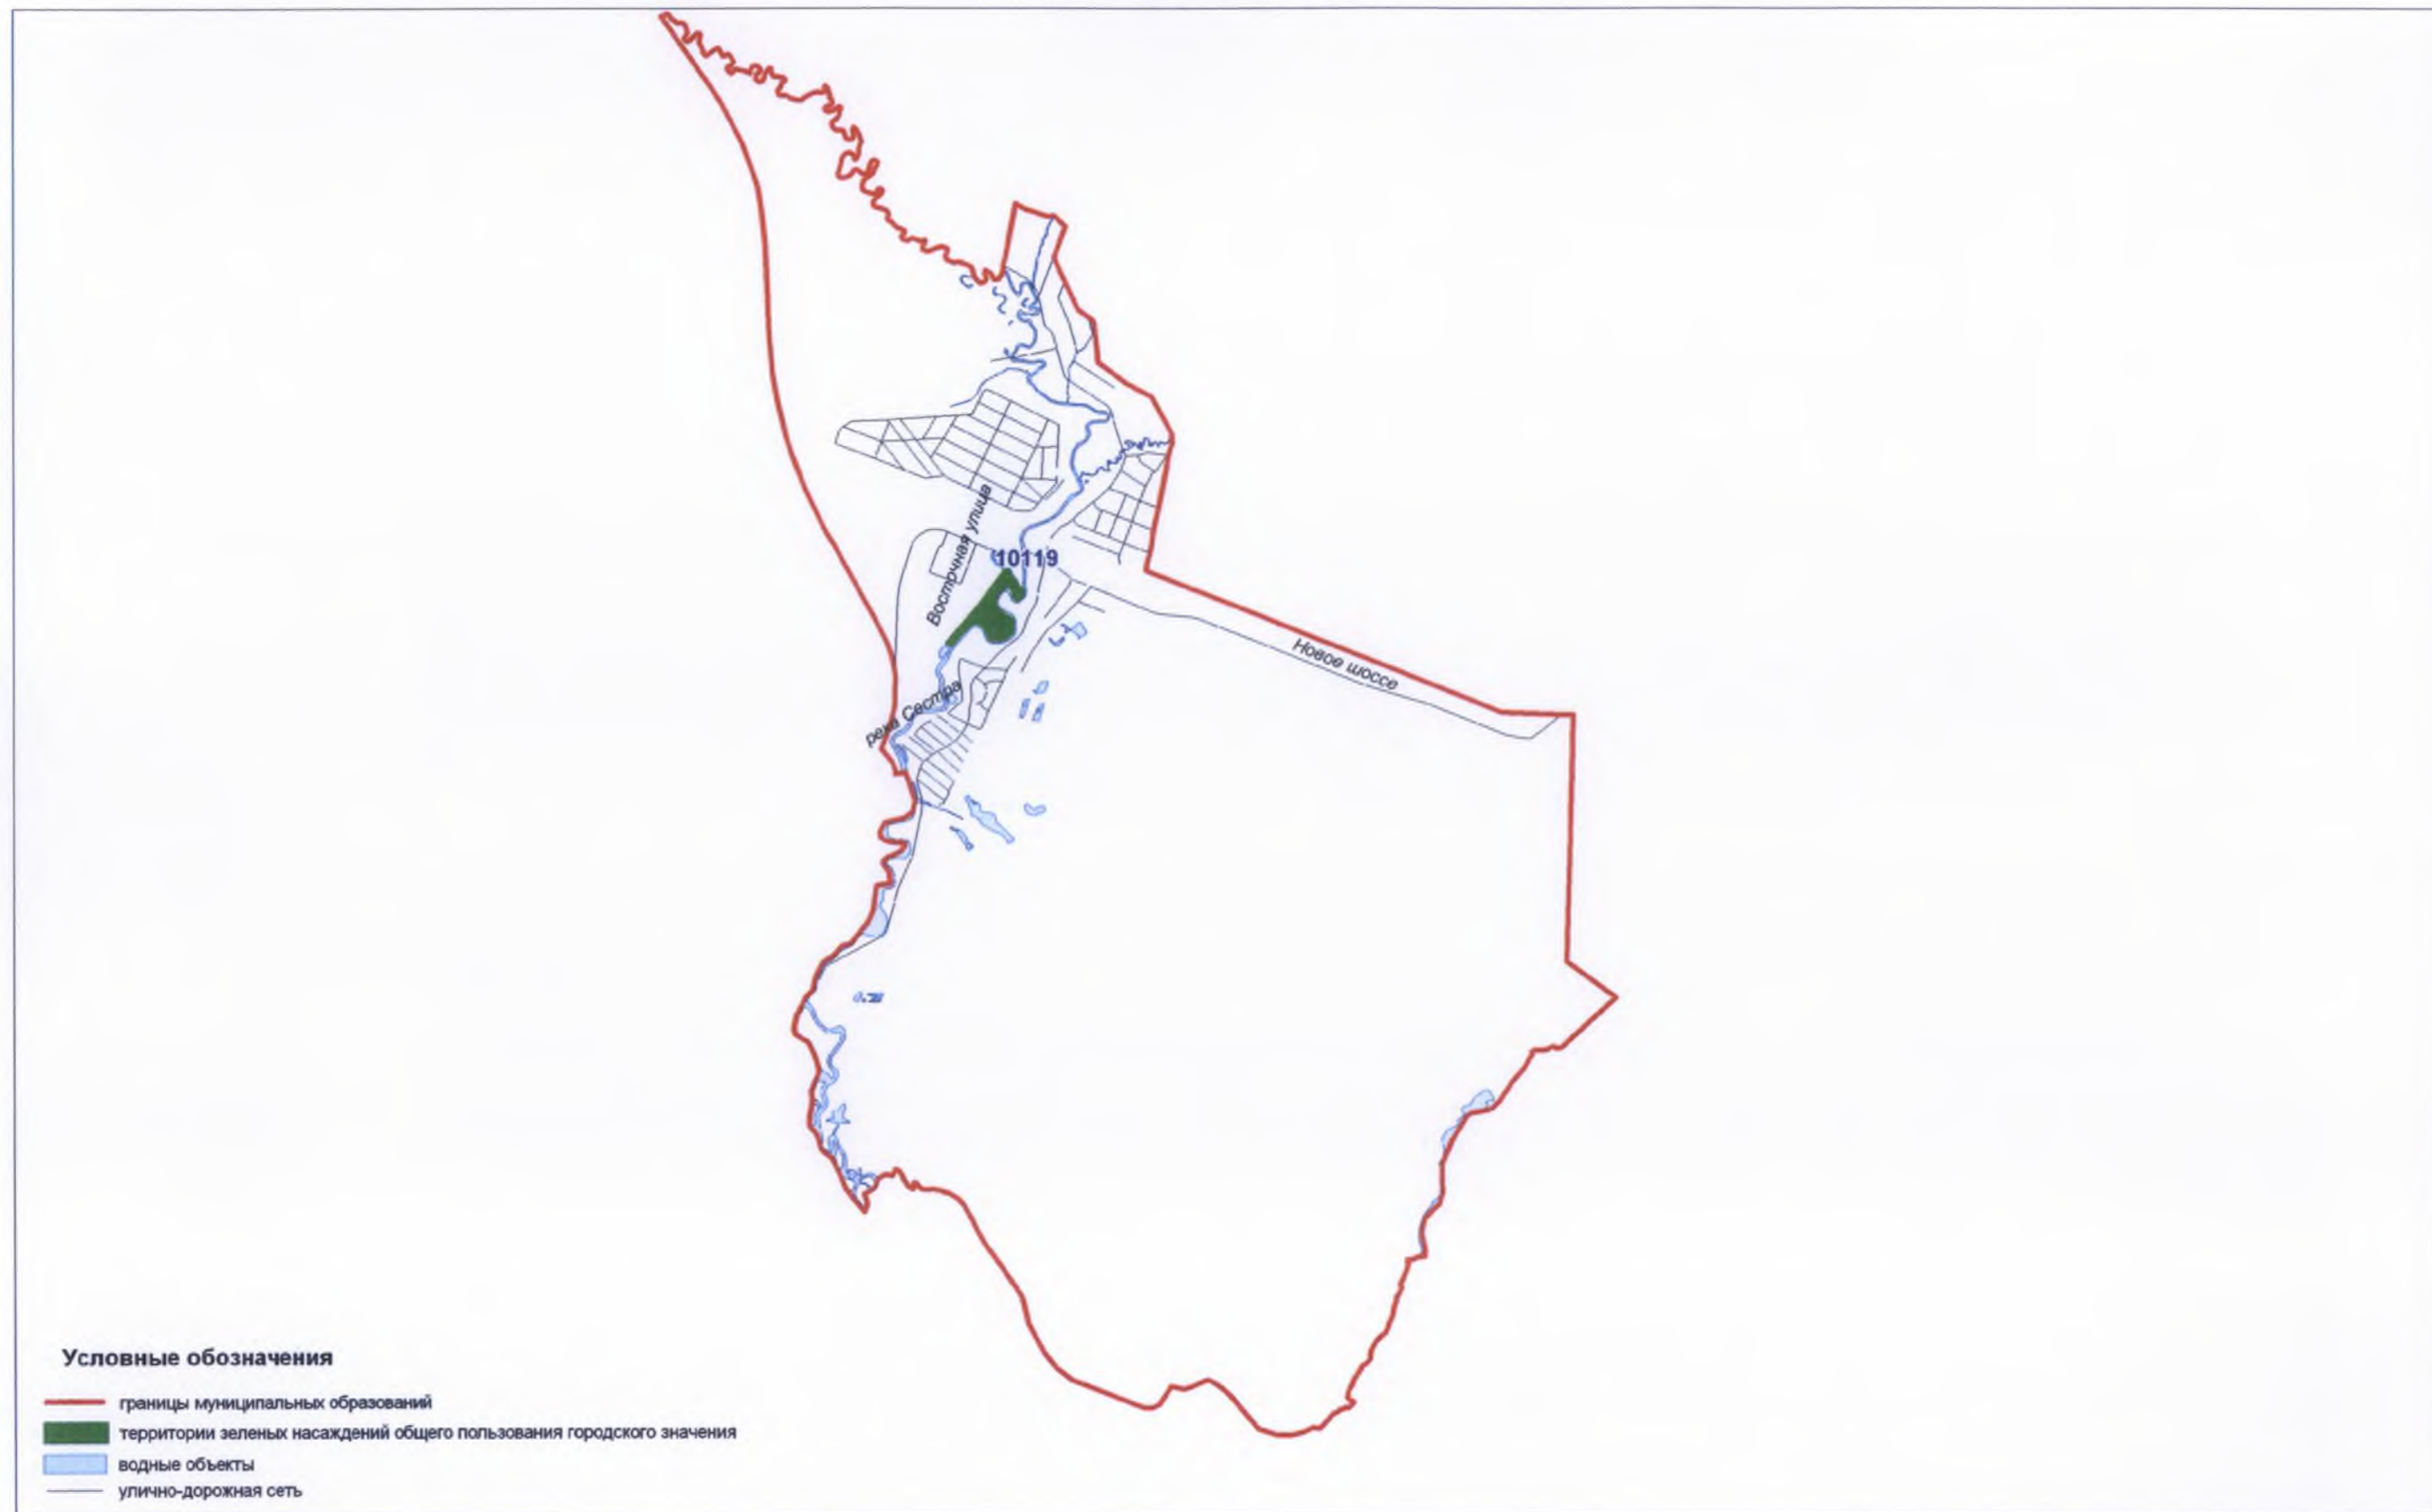 10119
Восточная улица
Новое шоссе
река Сестра
Условные обозначения
границы муниципальных образований
территории зеленых насаждений общего пользования городского значения
водные объекты
улично-дорожная сеть